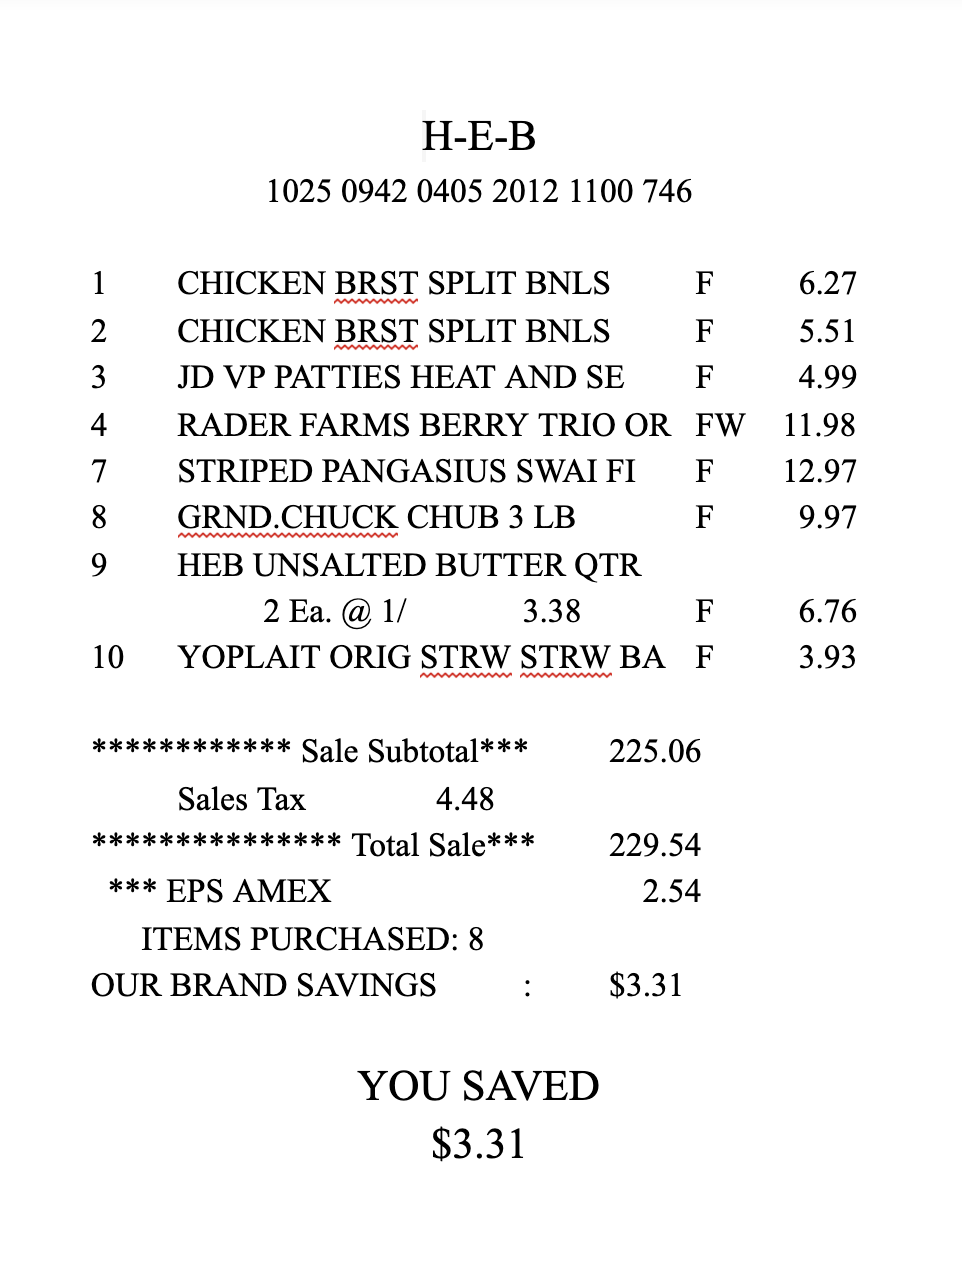 H-E-B
1025 0942 0405 2012 1100 746
1 CHICKEN BRST SPLIT BNLS F 6.27
2 CHICKEN BRST SPLIT BNLS F 5.51
3 JD VP PATTIES HEAT AND SE F 4.99
4 RADER FARMS BERRY TRIO OR FW 11.98
7 STRIPED PANGASIUS SWAI FI F 12.97
8 GRND.CHUCK CHUB 3 LB F 9.97
9 HEB UNSALTED BUTTER QTR
2 Ea. @ 1/ 3.38 F 6.76
10 YOPLAIT ORIG STRW STRW BA F 3.93
************ Sale Subtotal*** 225.06
Sales Tax 4.48
*************** Total Sale*** 229.54
*** EPS AMEX 2.54
ITEMS PURCHASED: 8
OUR BRAND SAVINGS : $3.31
YOU SAVED
$3.31